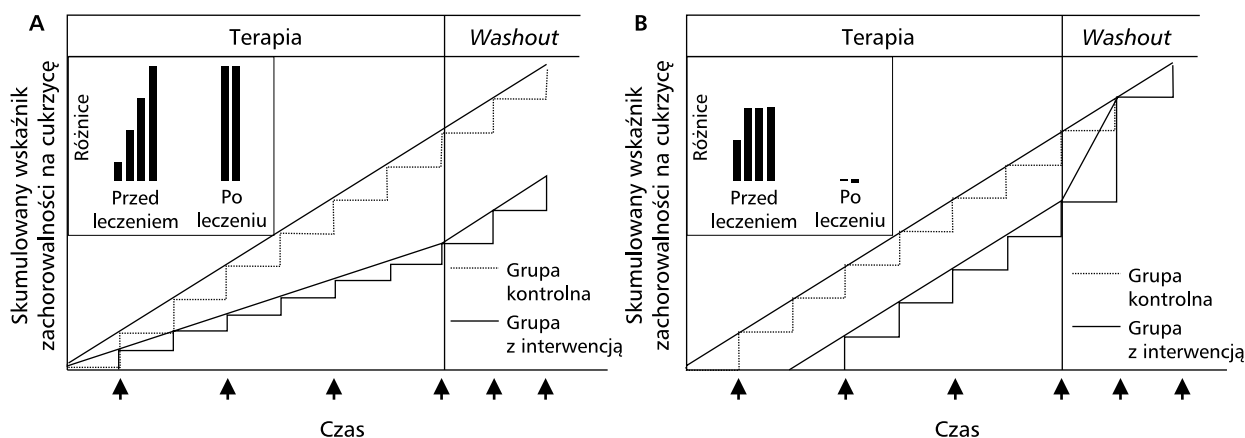 A
Terapia
Washout
Skumulowany wskaźnik
zachorowalności na cukrzycę
Różnice
Przed
leczeniem
Po
leczeniu
Grupa
kontrolna
Grupa
z interwencją
B
Terapia
Washout
Skumulowany wskaźnik
zachorowalności na cukrzycę
Różnice
Przed
leczeniem
Po
leczeniu
Grupa
kontrolna
Grupa
z interwencją
Czas
Czas